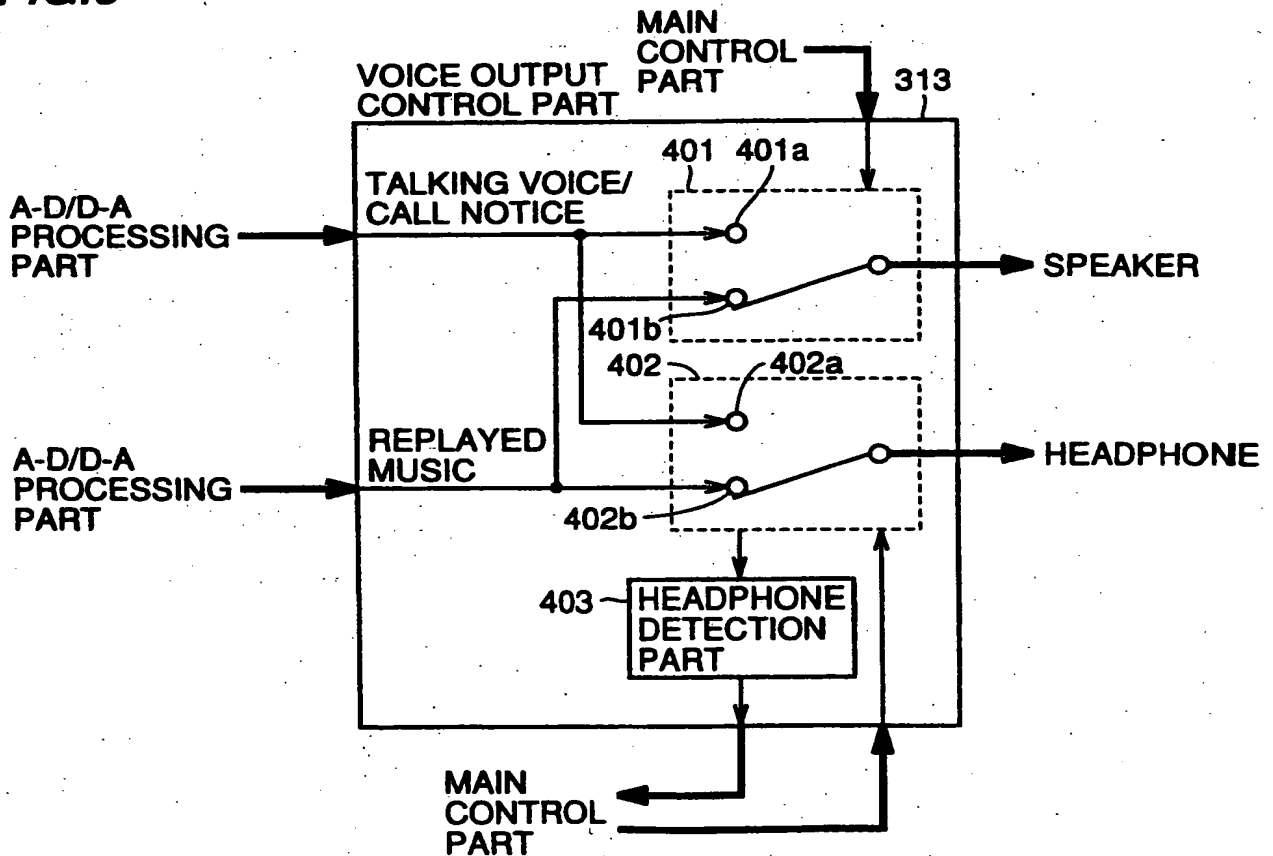 MAIN
CONTROL
PART
VOICE OUTPUT
CONTROL PART
313
401 401a
TALKING VOICE/
CALL NOTICE
A-D/D-A
PROCESSING
PART
SPEAKER
401b
402 402a
REPLAYED
MUSIC
A-D/D-A
PROCESSING
PART
HEADPHONE
402b
403
HEADPHONE
DETECTION
PART
MAIN
CONTROL
PART